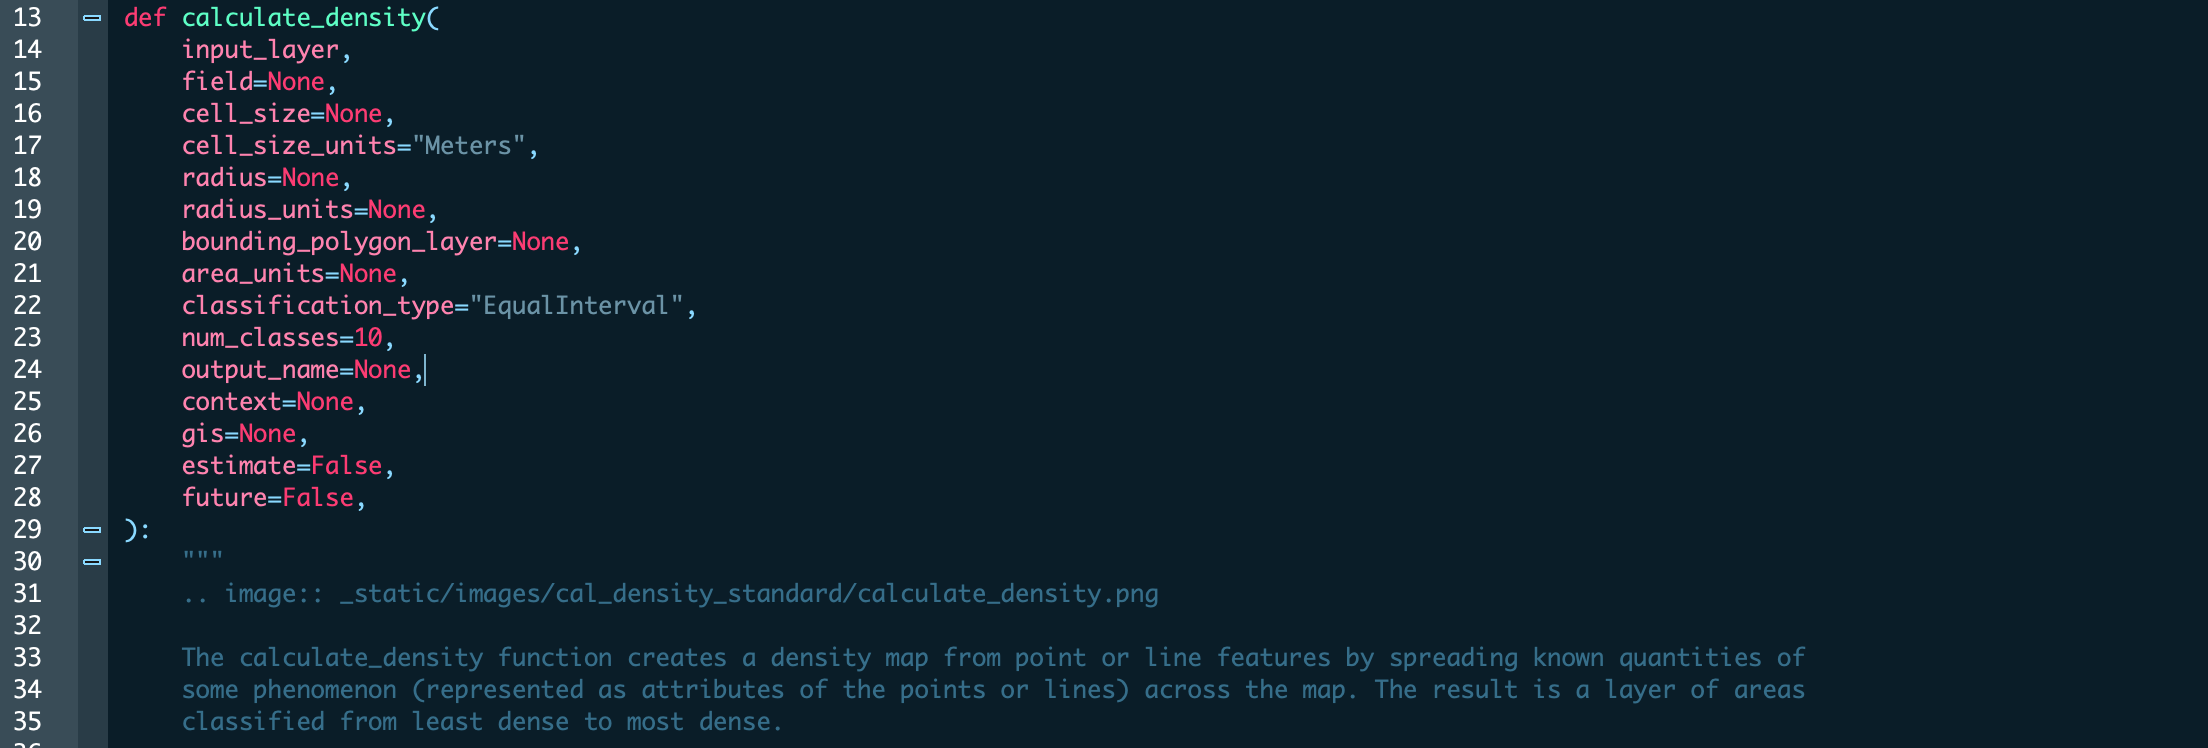 13 def calculate_density(
14 input_layer,
15 field=None,
16 cell_size=None,
17 cell_size_units="Meters",
18 radius=None,
19 radius_units=None,
20 bounding_polygon_layer=None,
21 area_units=None,
22 classification_type="EqualInterval",
23 num_classes=10,
24 output_name=None,
25 context=None,
26 gis=None,
27 estimate=False,
28 future=False,
29 ):
30 """
31 .. image:: _static/images/cal_density_standard/calculate_density.png
32
33 The calculate_density function creates a density map from point or line features by spreading known quantities of
34 some phenomenon (represented as attributes of the points or lines) across the map. The result is a layer of areas
35 classified from least dense to most dense.